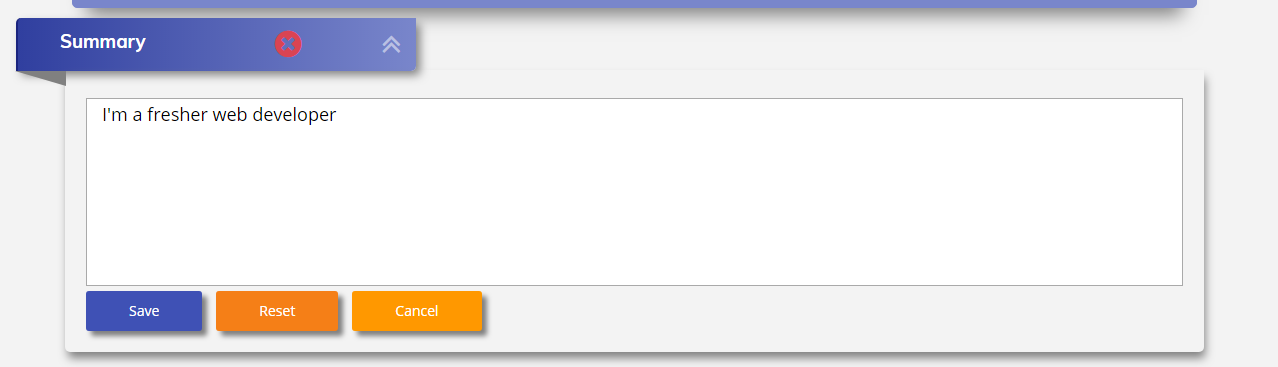 Summary
I'm a fresher web developer
Save
Reset
Cancel